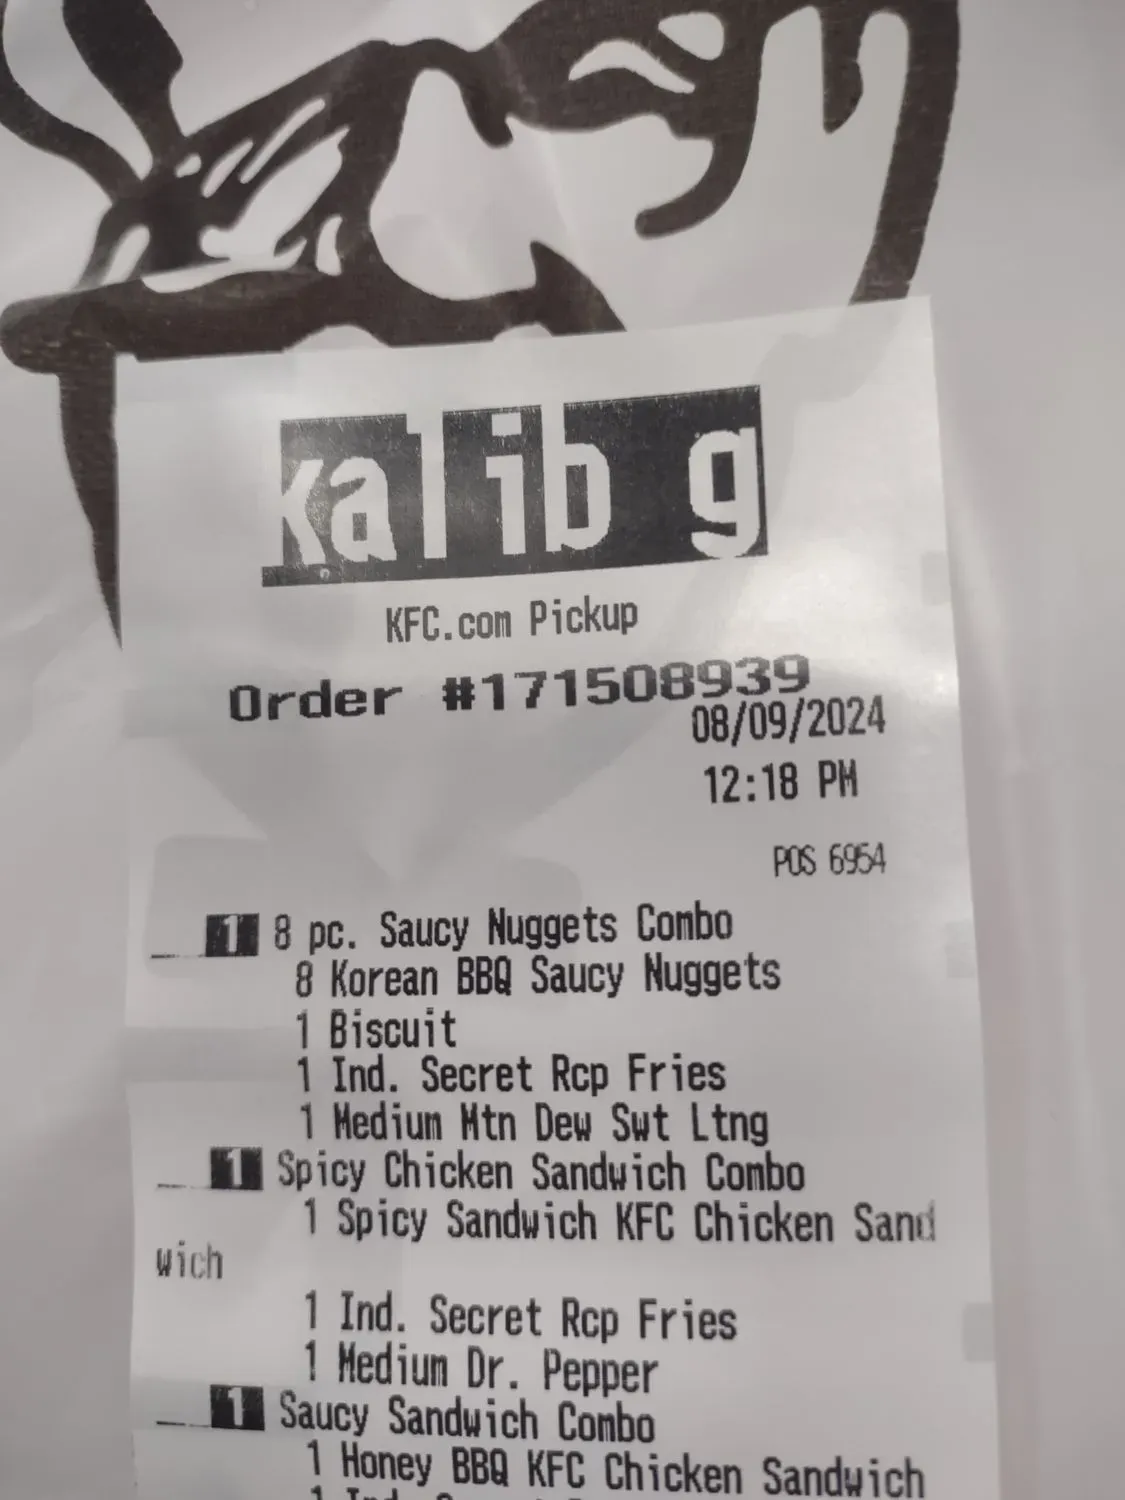 kalib g
KFC.com Pickup
Order #171508939
08/09/2024
12:18 PM
POS 6954
1 8 pc. Saucy Nuggets Combo
8 Korean BBQ Saucy Nuggets
1 Biscuit
1 Ind. Secret Rcp Fries
1 Medium Mtn Dew Swt Ltng
1 Spicy Chicken Sandwich Combo
1 Spicy Sandwich KFC Chicken Sand
wich
1 Ind. Secret Rcp Fries
1 Medium Dr. Pepper
1 Saucy Sandwich Combo
1 Honey BBQ KFC Chicken Sandwich